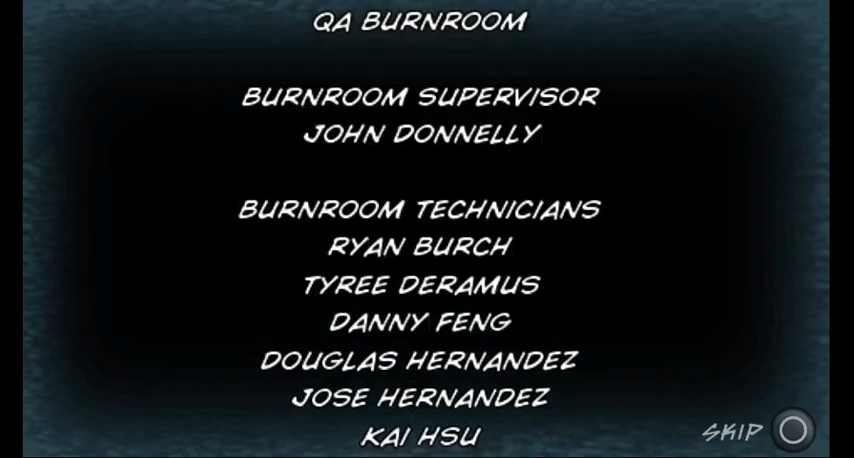 QA BURNROOM
BURNROOM SUPERVISOR
JOHN DONNELLY
BURNROOM TECHNICIANS
RYAN BURCH
TYREE DERAMUS
DANNY FENG
DOUGLAS HERNANDEZ
JOSE HERNANDEZ
KAI HSU
SKIP